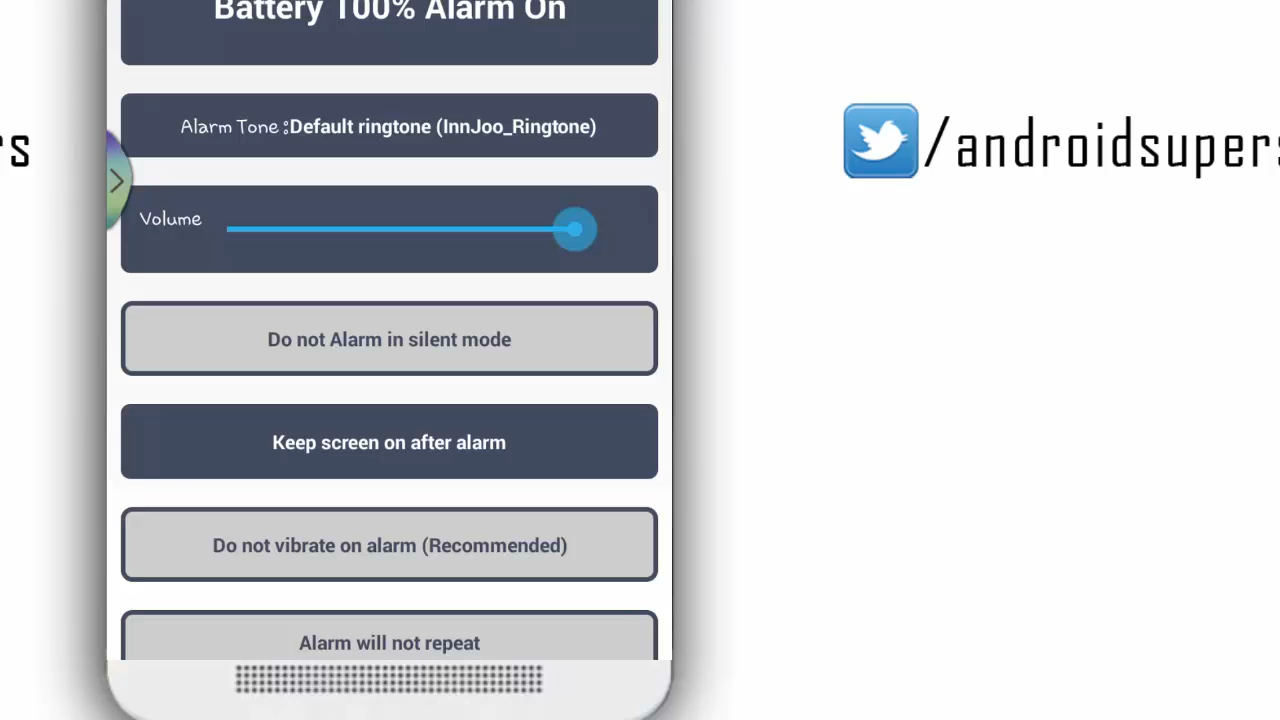 Battery 100% Alarm On
Alarm Tone :Default ringtone (InnJoo_Ringtone)
rs
/androidsupers
Volume
Do not Alarm in silent mode
Keep screen on after alarm
Do not vibrate on alarm (Recommended)
Alarm will not repeat